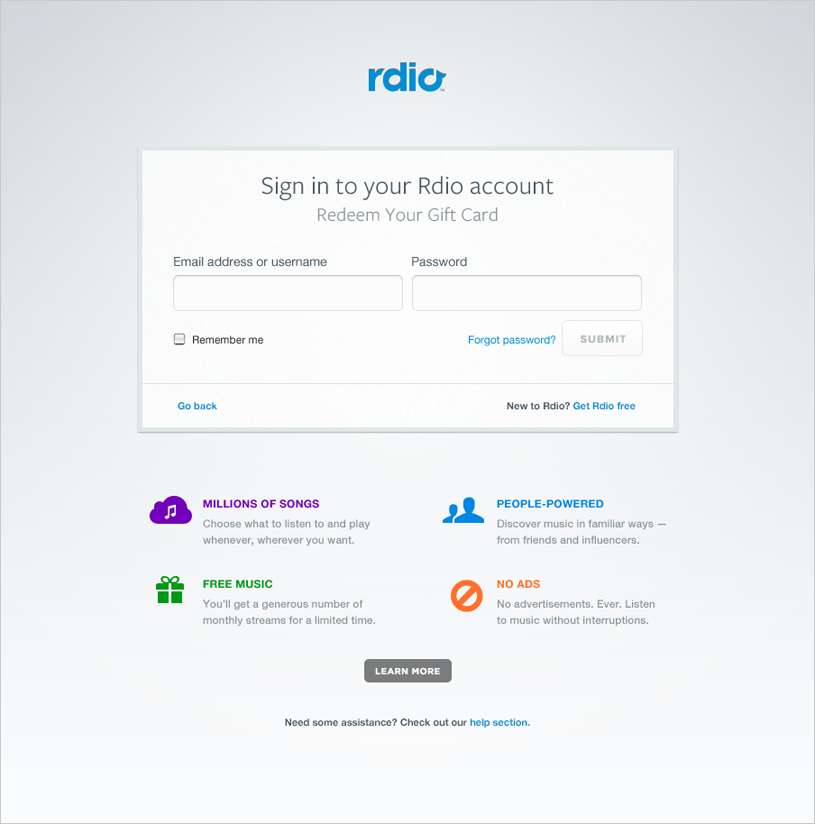 rdio™
Sign in to your Rdio account
Redeem Your Gift Card
Email address or username
Password
Remember me
Forgot password?
SUBMIT
Go back
New to Rdio? Get Rdio free
MILLIONS OF SONGS
Choose what to listen to and play
whenever, wherever you want.
PEOPLE-POWERED
Discover music in familiar ways —
from friends and influencers.
FREE MUSIC
You'll get a generous number of
monthly streams for a limited time.
NO ADS
No advertisements. Ever. Listen
to music without interruptions.
LEARN MORE
Need some assistance? Check out our help section.